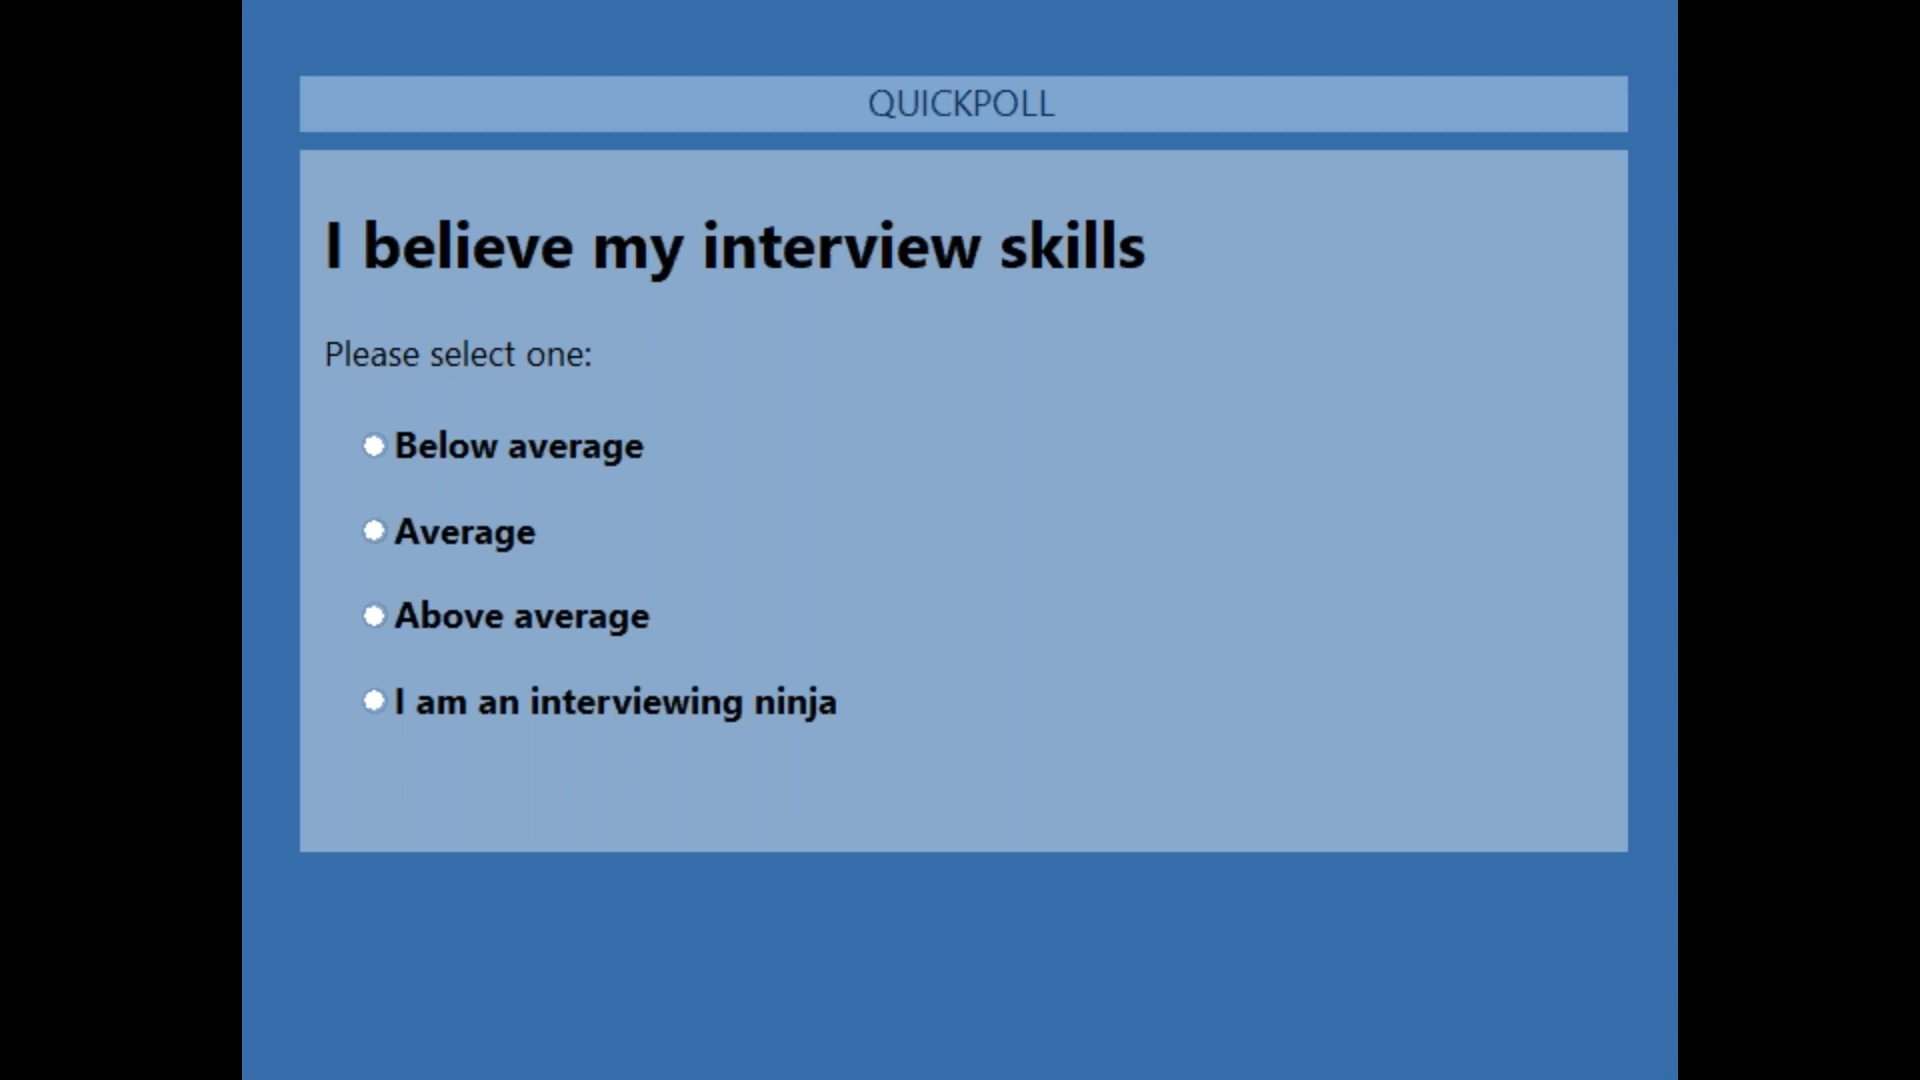 QUICKPOLL
I believe my interview skills
Please select one:
Below average
Average
Above average
I am an interviewing ninja